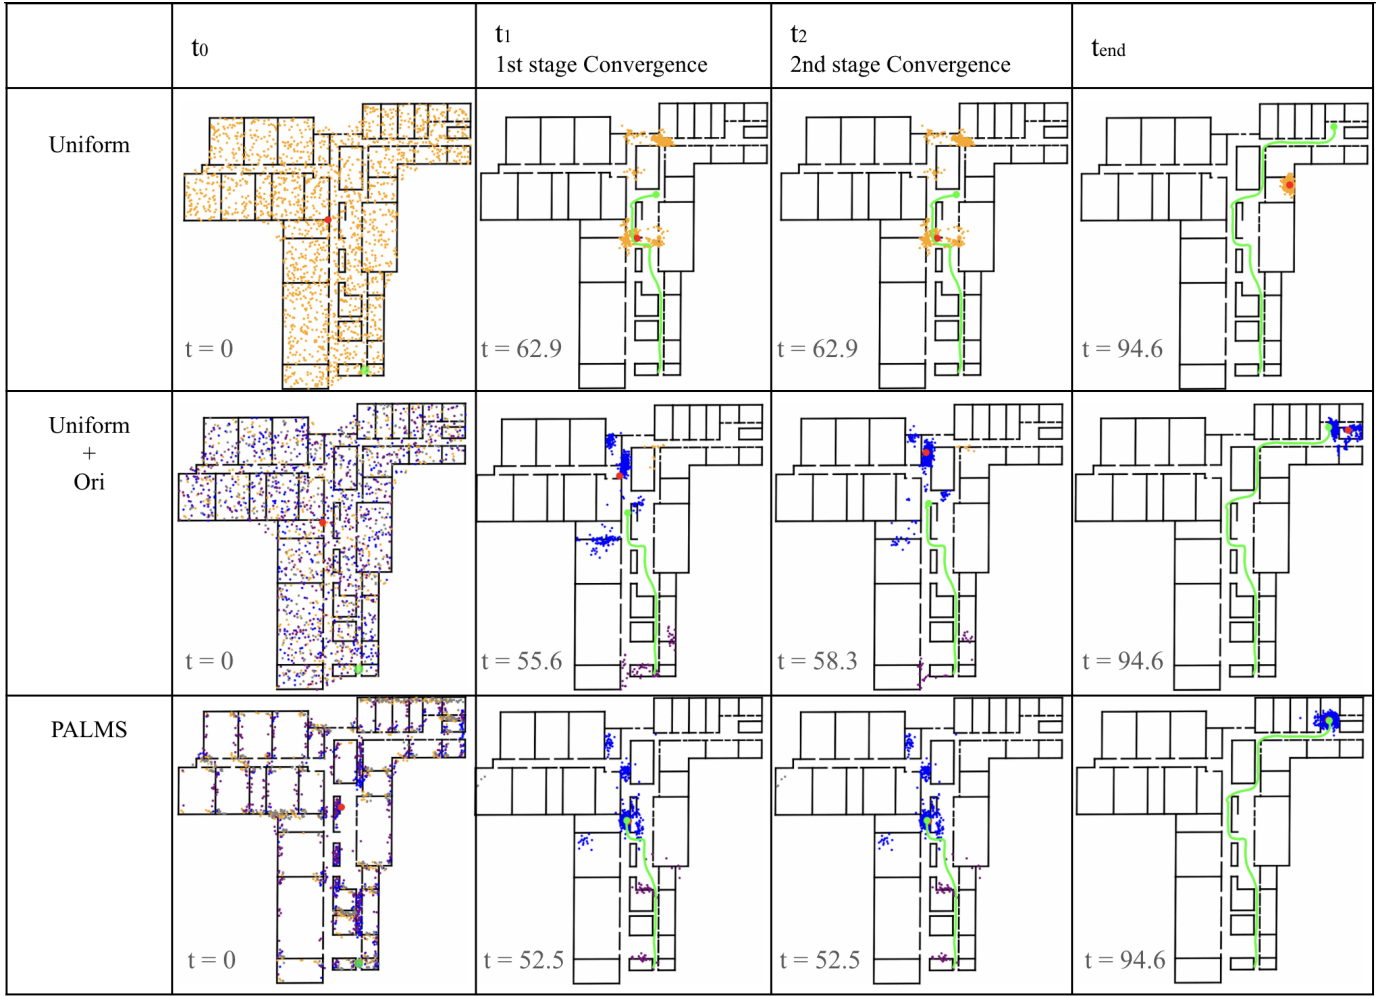 t0
t1
1st stage Convergence
t2
2nd stage Convergence
tend
Uniform
t = 0
t = 62.9
t = 62.9
t = 94.6
Uniform
+
Ori
t = 0
t = 55.6
t = 58.3
t = 94.6
PALMS
t = 0
t = 52.5
t = 52.5
t = 94.6